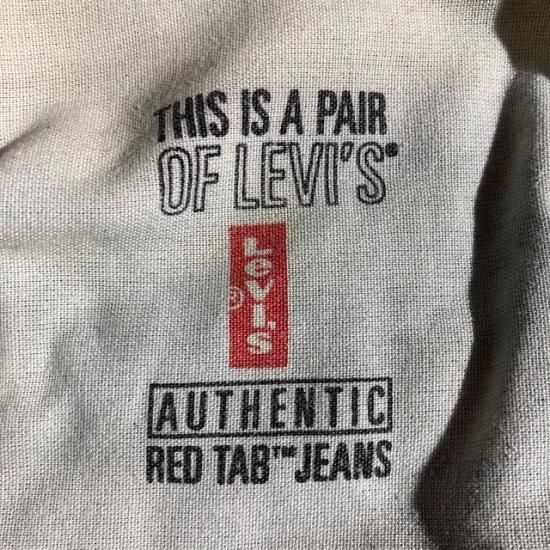 THIS IS A PAIR
OF LEVI'S®
Levi's
®
AUTHENTIC
RED TAB™ JEANS